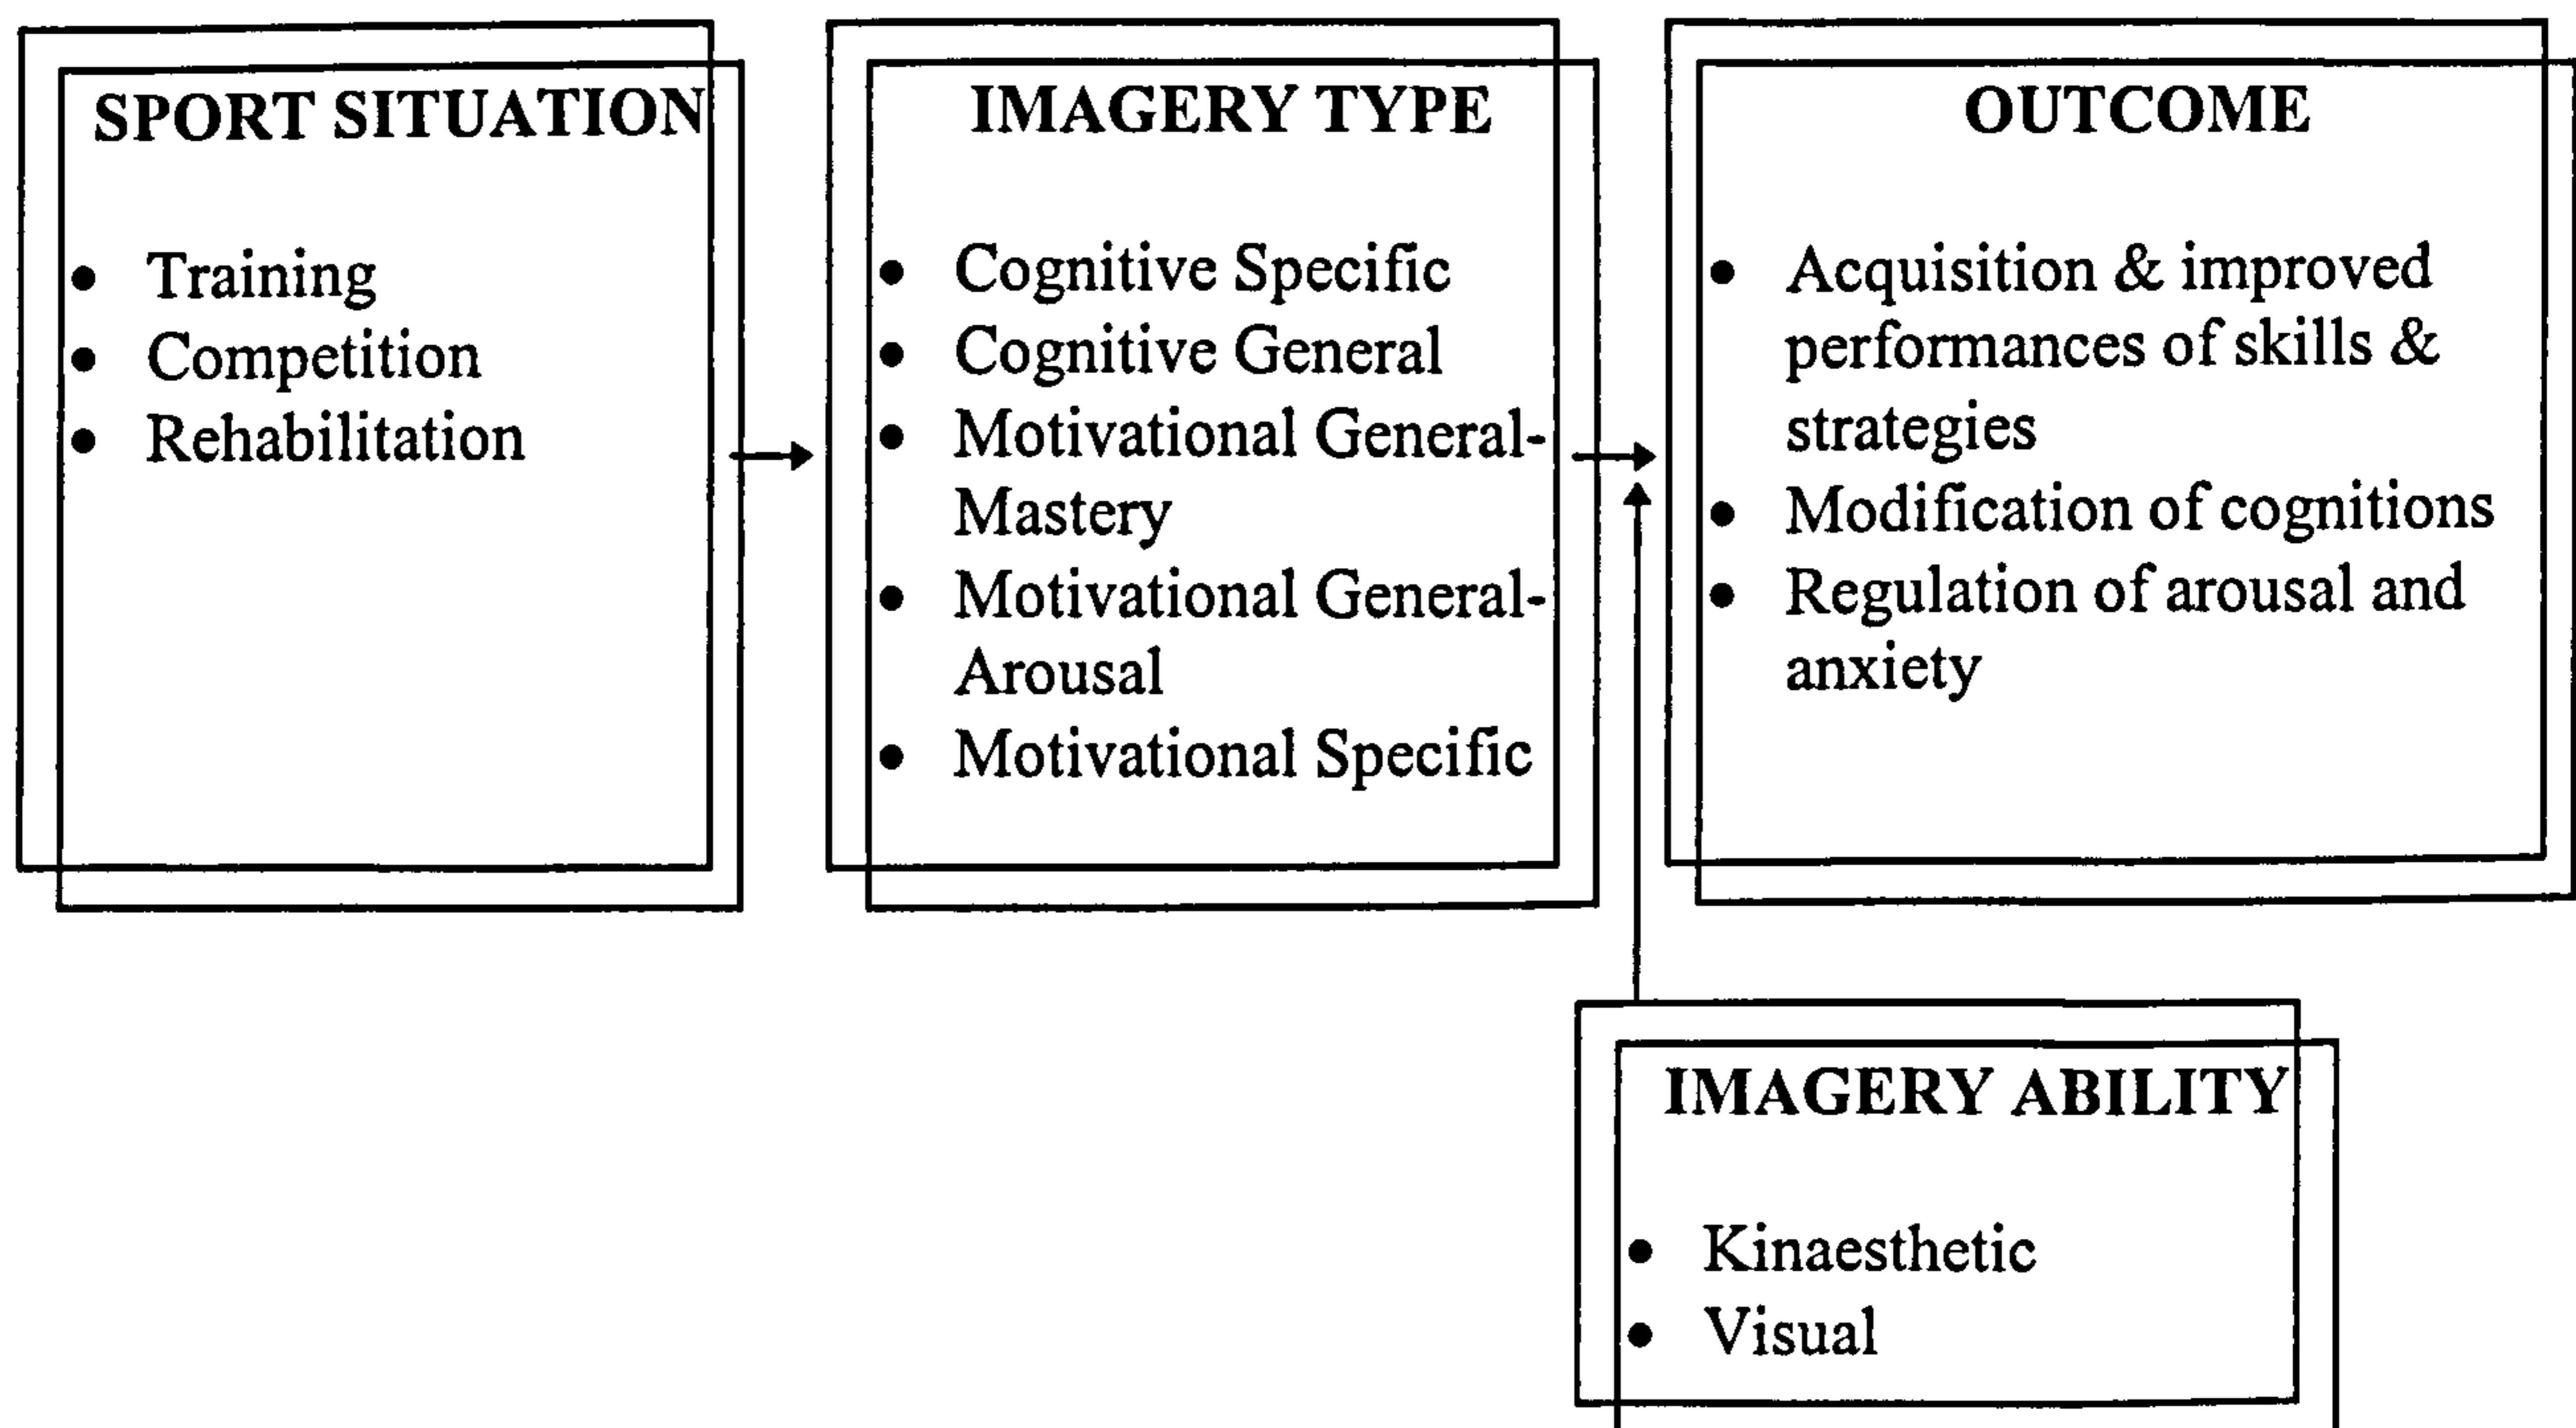 SPORT SITUATION
• Training
• Competition
• Rehabilitation
IMAGERY TYPE
• Cognitive Specific
• Cognitive General
• Motivational General-
Mastery
• Motivational General-
Arousal
• Motivational Specific
OUTCOME
• Acquisition & improved
performances of skills &
strategies
• Modification of cognitions
• Regulation of arousal and
anxiety
IMAGERY ABILITY
• Kinaesthetic
• Visual